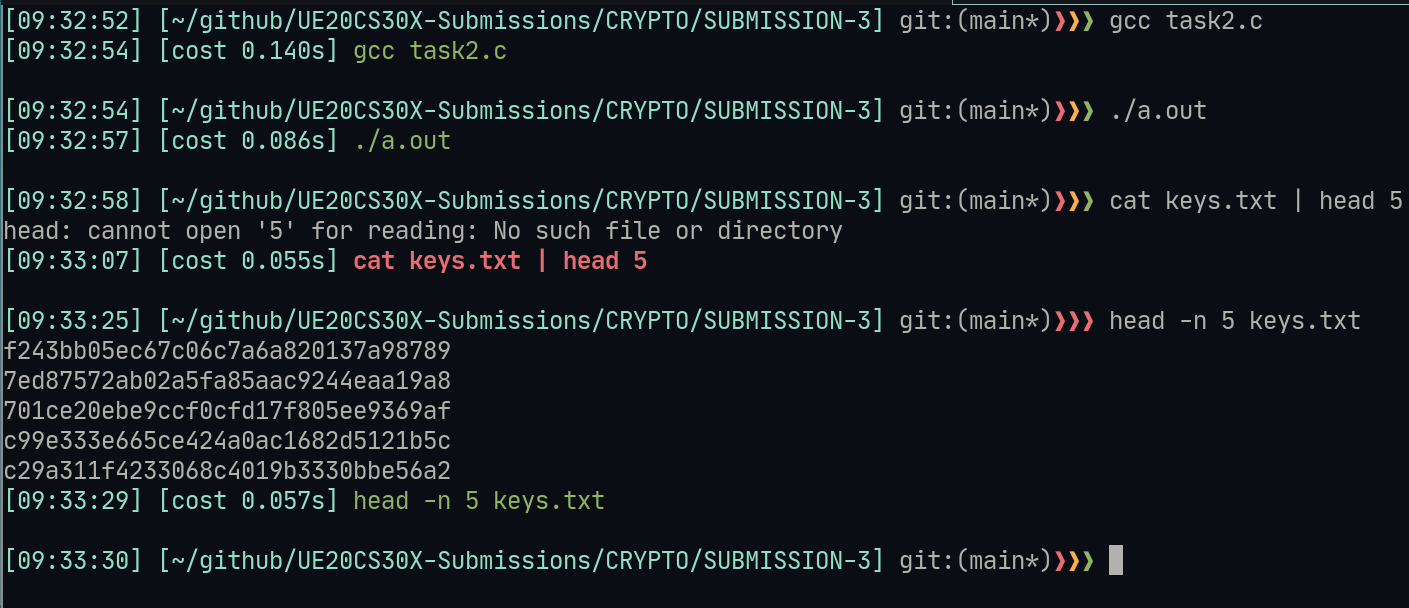 [09:32:52] [~/github/UE20CS30X-Submissions/CRYPTO/SUBMISSION-3] git:(main*)❯❯❯ gcc task2.c
[09:32:54] [cost 0.140s] gcc task2.c
[09:32:54] [~/github/UE20CS30X-Submissions/CRYPTO/SUBMISSION-3] git:(main*)❯❯❯ ./a.out
[09:32:57] [cost 0.086s] ./a.out
[09:32:58] [~/github/UE20CS30X-Submissions/CRYPTO/SUBMISSION-3] git:(main*)❯❯❯ cat keys.txt | head 5
head: cannot open '5' for reading: No such file or directory
[09:33:07] [cost 0.055s] cat keys.txt | head 5
[09:33:25] [~/github/UE20CS30X-Submissions/CRYPTO/SUBMISSION-3] git:(main*)❯❯❯ head -n 5 keys.txt
f243bb05ec67c06c7a6a820137a98789
7ed87572ab02a5fa85aac9244eaa19a8
701ce20ebe9ccf0cfd17f805ee9369af
c99e333e665ce424a0ac1682d5121b5c
c29a311f4233068c4019b3330bbe56a2
[09:33:29] [cost 0.057s] head -n 5 keys.txt
[09:33:30] [~/github/UE20CS30X-Submissions/CRYPTO/SUBMISSION-3] git:(main*)❯❯❯